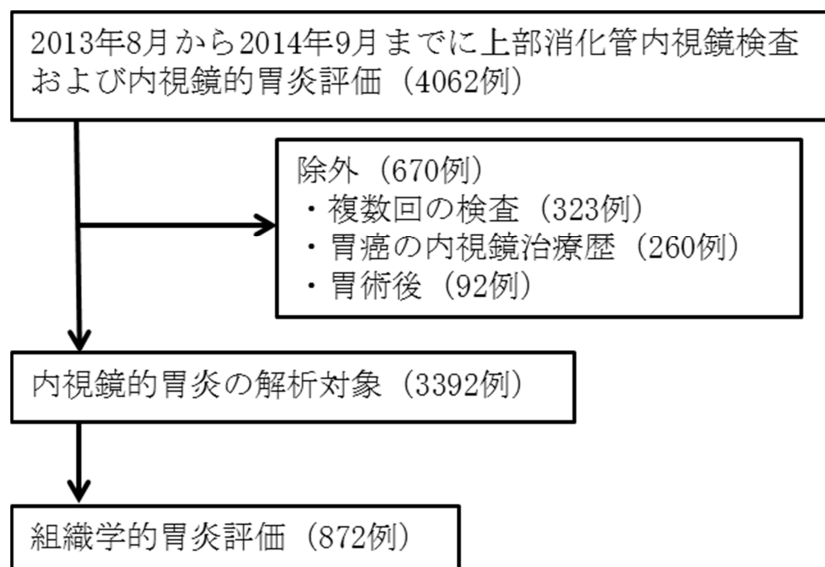 2013年8月から2014年9月までに上部消化管内視鏡検査
および内視鏡的胃炎評価（4062例）
除外（670例）
・複数回の検査（323例）
・胃癌の内視鏡治療歴（260例）
・胃術後（92例）
内視鏡的胃炎の解析対象（3392例）
組織学的胃炎評価（872例）